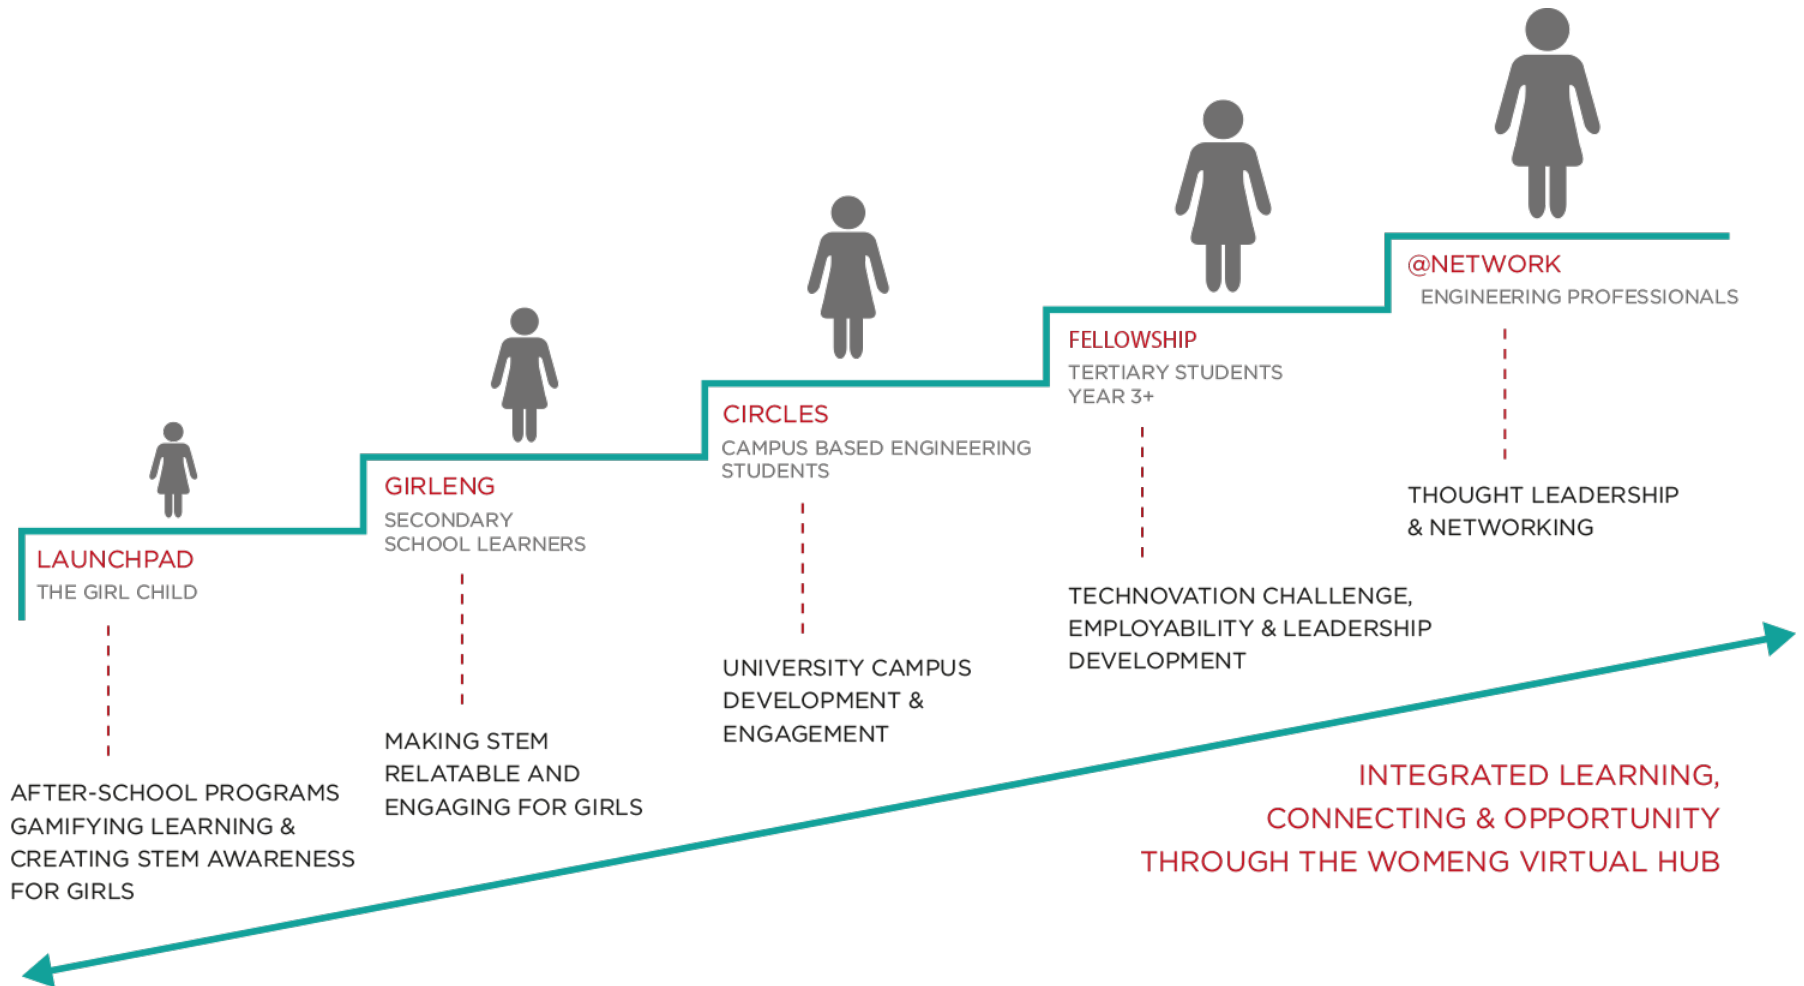 LAUNCHPAD
THE GIRL CHILD
AFTER-SCHOOL PROGRAMS
GAMIFYING LEARNING &
CREATING STEM AWARENESS
FOR GIRLS
GIRLENG
SECONDARY
SCHOOL LEARNERS
MAKING STEM
RELATABLE AND
ENGAGING FOR GIRLS
CIRCLES
CAMPUS BASED ENGINEERING
STUDENTS
UNIVERSITY CAMPUS
DEVELOPMENT &
ENGAGEMENT
FELLOWSHIP
TERTIARY STUDENTS
YEAR 3+
TECHNOVATION CHALLENGE,
EMPLOYABILITY & LEADERSHIP
DEVELOPMENT
@NETWORK
ENGINEERING PROFESSIONALS
THOUGHT LEADERSHIP
& NETWORKING
INTEGRATED LEARNING,
CONNECTING & OPPORTUNITY
THROUGH THE WOMENG VIRTUAL HUB